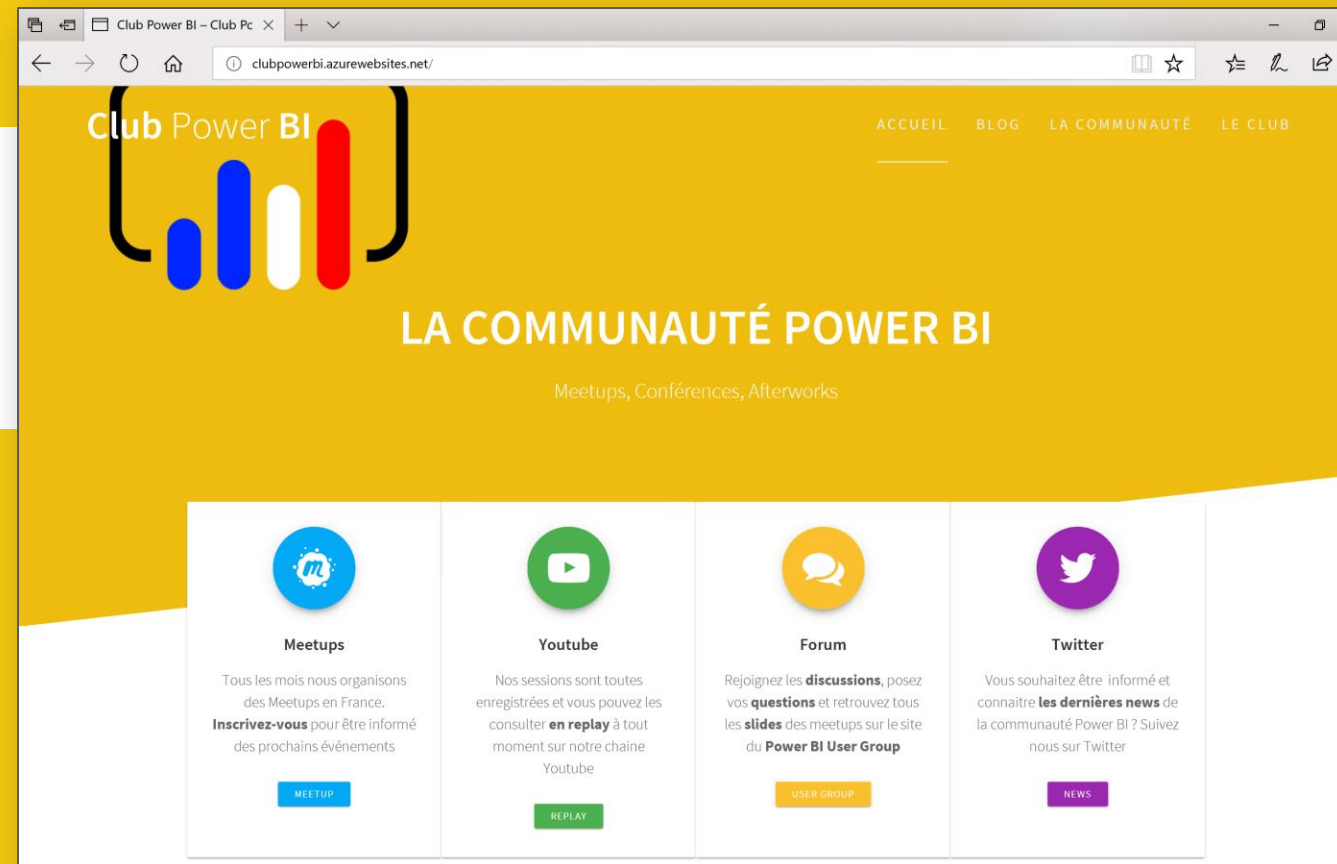 Club Power BI – Club Pc
clubpowerbi.azurewebsites.net/
Club Power BI
ACCUEIL BLOG LA COMMUNAUTÉ LE CLUB
LA COMMUNAUTÉ POWER BI
Meetups, Conférences, Afterworks
Meetups
Tous les mois nous organisons
des Meetups en France.
Inscrivez-vous pour être informé
des prochains événements
MEETUP
Youtube
Nos sessions sont toutes
enregistrées et vous pouvez les
consulter en replay à tout
moment sur notre chaine
Youtube
REPLAY
Forum
Rejoignez les discussions, posez
vos questions et retrouvez tous
les slides des meetups sur le site
du Power BI User Group
USER GROUP
Twitter
Vous souhaitez être informé et
connaitre les dernières news de
la communauté Power BI ? Suivez
nous sur Twitter
NEWS